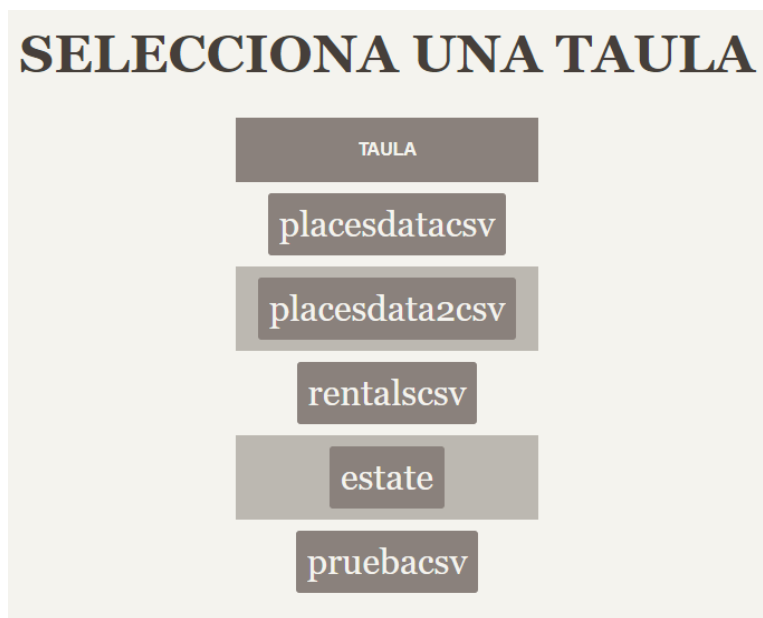 SELECCIONA UNA TAULA
TAULA
placesdatacsv
placesdata2csv
rentalscsv
estate
pruebacsv